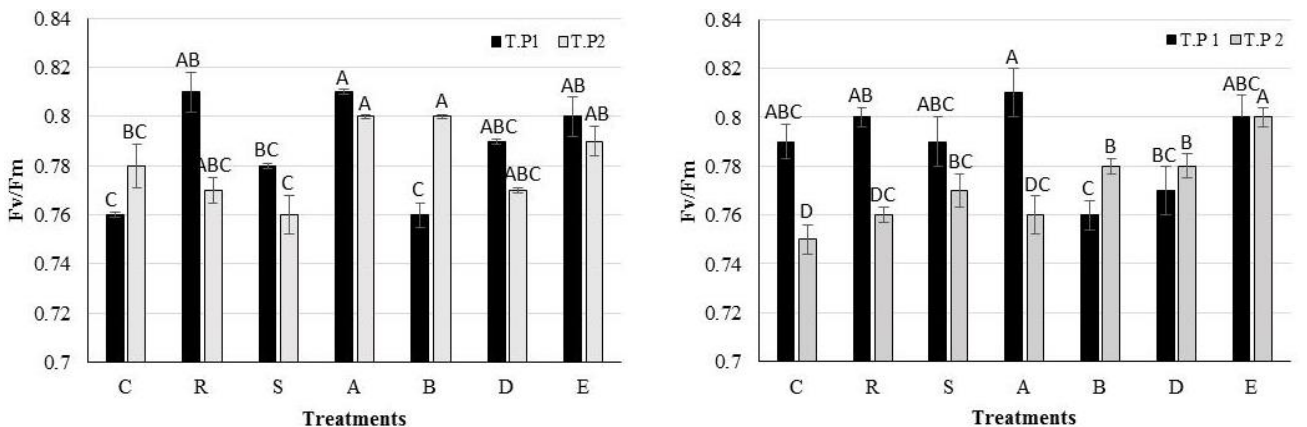 0.84
0.82
0.8
0.78
0.76
0.74
0.72
0.7
Fv/Fm
T.P1 T.P2
C BC
AB ABC
BC C
A A
C A
ABC ABC
AB AB
C R S A B D E
Treatments
0.84
0.82
0.8
0.78
0.76
0.74
0.72
0.7
Fv/Fm
T.P 1 T.P 2
ABC D
AB DC
ABC BC
A DC
C B
BC B
ABC A
C R S A B D E
Treatments